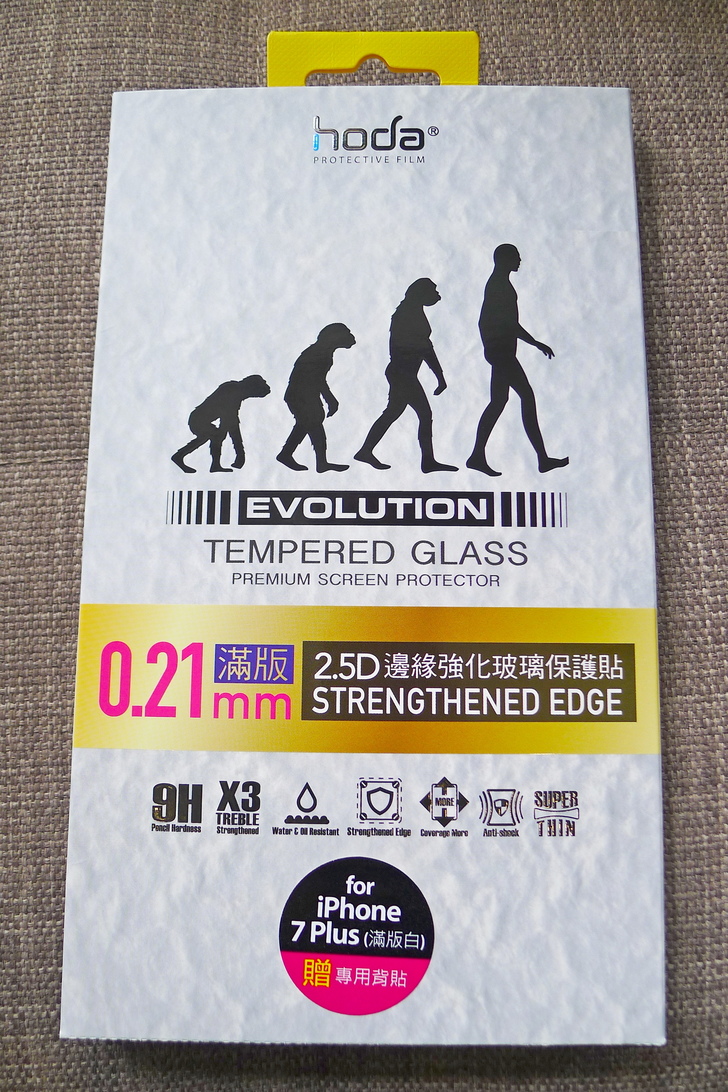 hoda®
PROTECTIVE FILM
EVOLUTION
TEMPERED GLASS
PREMIUM SCREEN PROTECTOR
0.21mm 滿版
2.5D 邊緣強化玻璃保護貼
STRENGTHENED EDGE
9H
Pencil Hardness
X3
TREBLE
Strengthened
Water & Oil Resistant
Strengthened Edge
MORE
Coverage More
Anti-shock
SUPER
THIN
for
iPhone
7 Plus (滿版白)
贈 專用背貼